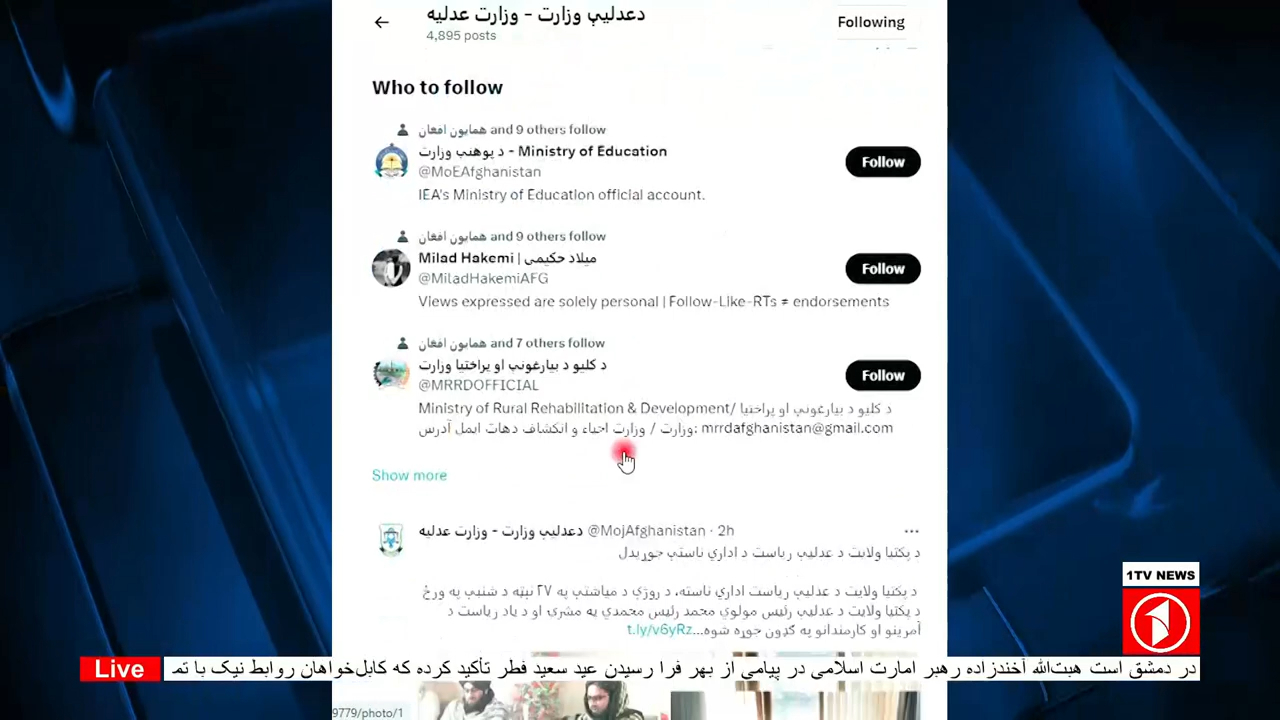 دعدلیې وزارت - وزارت عدلیه
4,895 posts
Following
Who to follow
همایون افغان and 9 others follow
د پوهنې وزارت - Ministry of Education
@MoEAfghanistan
IEA's Ministry of Education official account.
Follow
همایون افغان and 9 others follow
Milad Hakemi | میلاد حکیمی
@MiladHakemiAFG
Views expressed are solely personal | Follow-Like-RTs ≠ endorsements
Follow
همایون افغان and 7 others follow
د کلیو د بیارغونې او پراختیا وزارت
@MRRDOFFICIAL
Ministry of Rural Rehabilitation & Development/ د کلیو د بیارغونې او پراختیا
وزارت / وزارت احیاء و انکشاف دهات ایمل آدرس: mrrdafghanistan@gmail.com
Follow
Show more
دعدلیې وزارت - وزارت عدلیه @MojAfghanistan · 2h
د پکتیا ولایت د عدلیې ریاست د اداري ناستې جوړیدل
د پکتیا ولایت د عدلیې ریاست اداري ناسته، د روژې د میاشتې په ۲۷ نېټه د شنبې په ورځ
د پکتیا ولایت د عدلیې رئیس مولوي محمد رئیس محمدي په مشرۍ او د یاد ریاست د
آمرینو او کارمندانو په ګډون جوړه شوه...t.ly/v6yRz
1TV NEWS
Live
در دمشق است هبت‌الله آخندزاده رهبر امارت اسلامی در پیامی از بهر فرا رسیدن عید سعید فطر تأکید کرده که کابل‌خواهان روابط نیک با تم
9779/photo/1